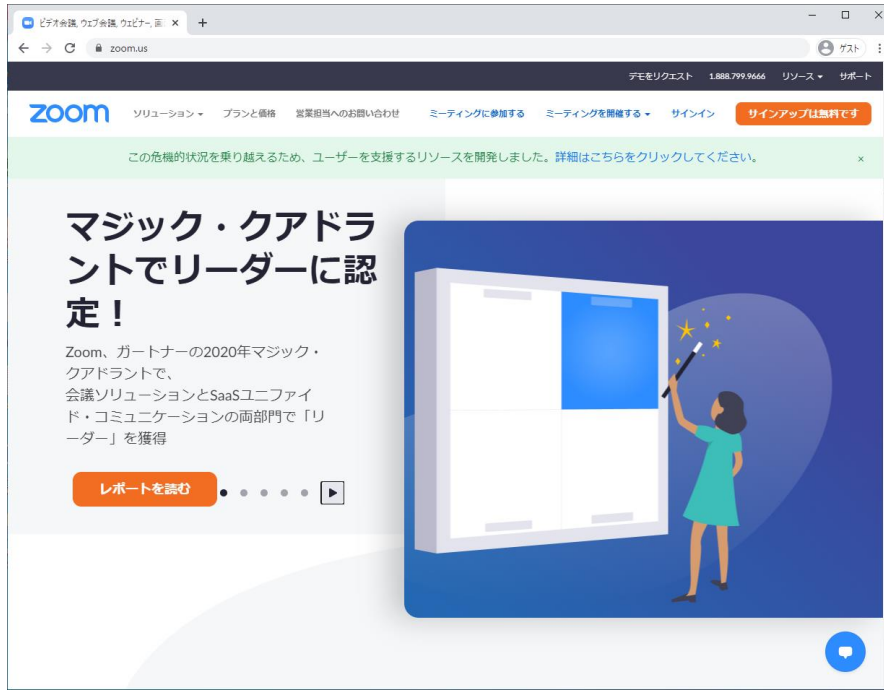 ビデオ会議, ウェブ会議, ウェビナー, 画
zoom.us
ゲスト
デモをリクエスト 1.888.799.9666 リソース サポート
zoom ソリューション プランと価格 営業担当へのお問い合わせ ミーティングに参加する ミーティングを開催する サインイン サインアップは無料です
この危機的状況を乗り越えるため、ユーザーを支援するリソースを開発しました。詳細はこちらをクリックしてください。 ×
マジック・クアドラ
ントでリーダーに認
定！
Zoom、ガートナーの2020年マジック・
クアドラントで、
会議ソリューションとSaaSユニファイ
ド・コミュニケーションの両部門で「リ
ーダー」を獲得
レポートを読む